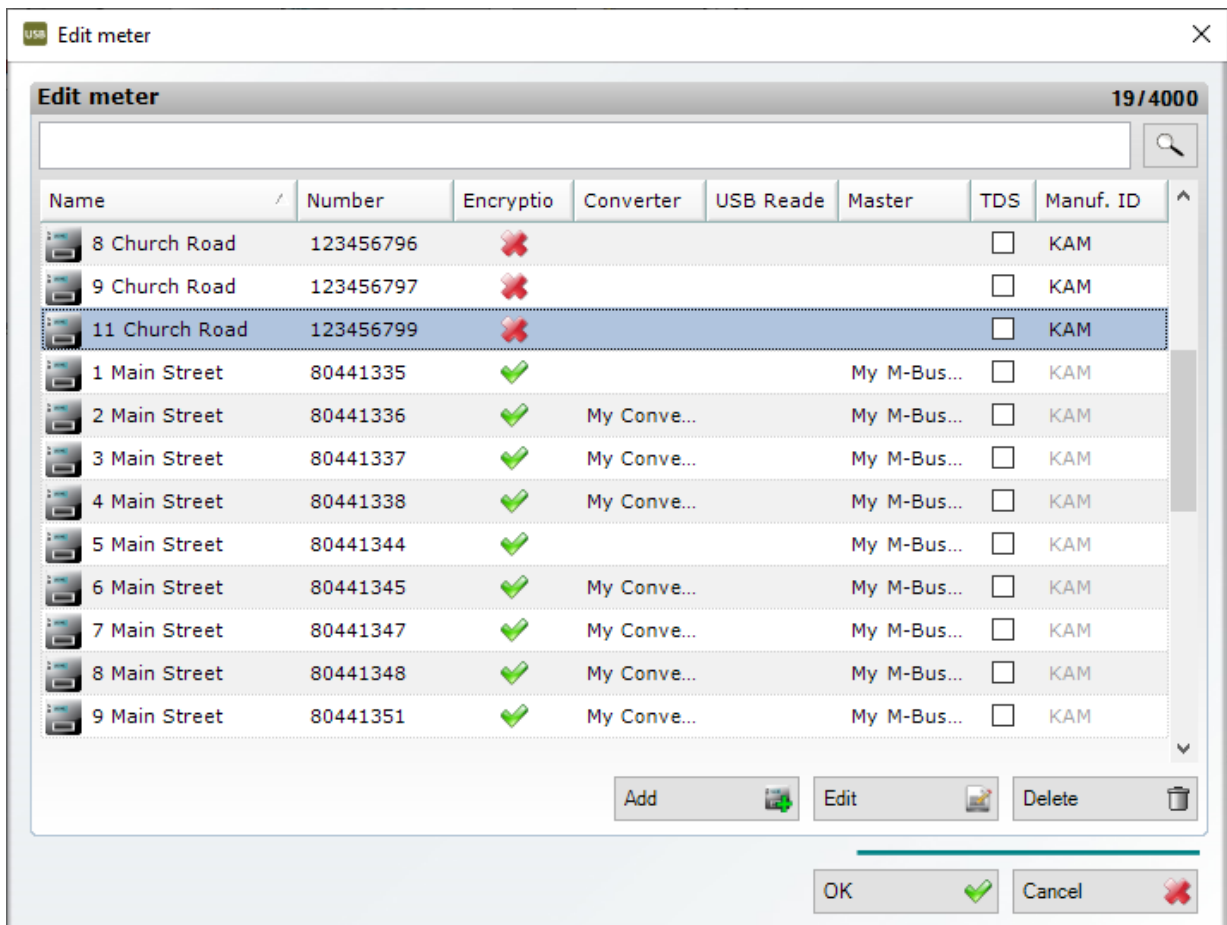 USB Edit meter
Edit meter 19/4000
Name Number Encryptio Converter USB Reade Master TDS Manuf. ID
8 Church Road 123456796 KAM
9 Church Road 123456797 KAM
11 Church Road 123456799 KAM
1 Main Street 80441335 My M-Bus... KAM
2 Main Street 80441336 My Conve... My M-Bus... KAM
3 Main Street 80441337 My Conve... My M-Bus... KAM
4 Main Street 80441338 My Conve... My M-Bus... KAM
5 Main Street 80441344 My M-Bus... KAM
6 Main Street 80441345 My Conve... My M-Bus... KAM
7 Main Street 80441347 My Conve... My M-Bus... KAM
8 Main Street 80441348 My Conve... My M-Bus... KAM
9 Main Street 80441351 My Conve... My M-Bus... KAM
Add Edit Delete
OK Cancel